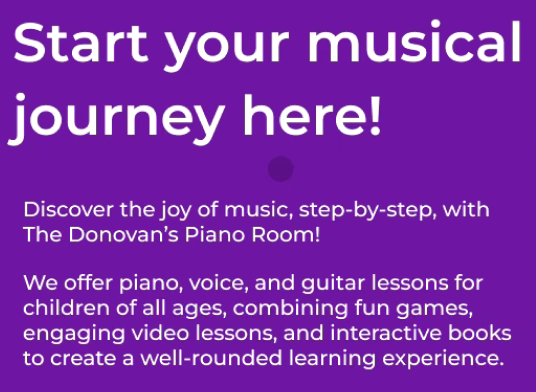 Start your musical
journey here!
Discover the joy of music, step-by-step, with
The Donovan's Piano Room!
We offer piano, voice, and guitar lessons for
children of all ages, combining fun games,
engaging video lessons, and interactive books
to create a well-rounded learning experience.